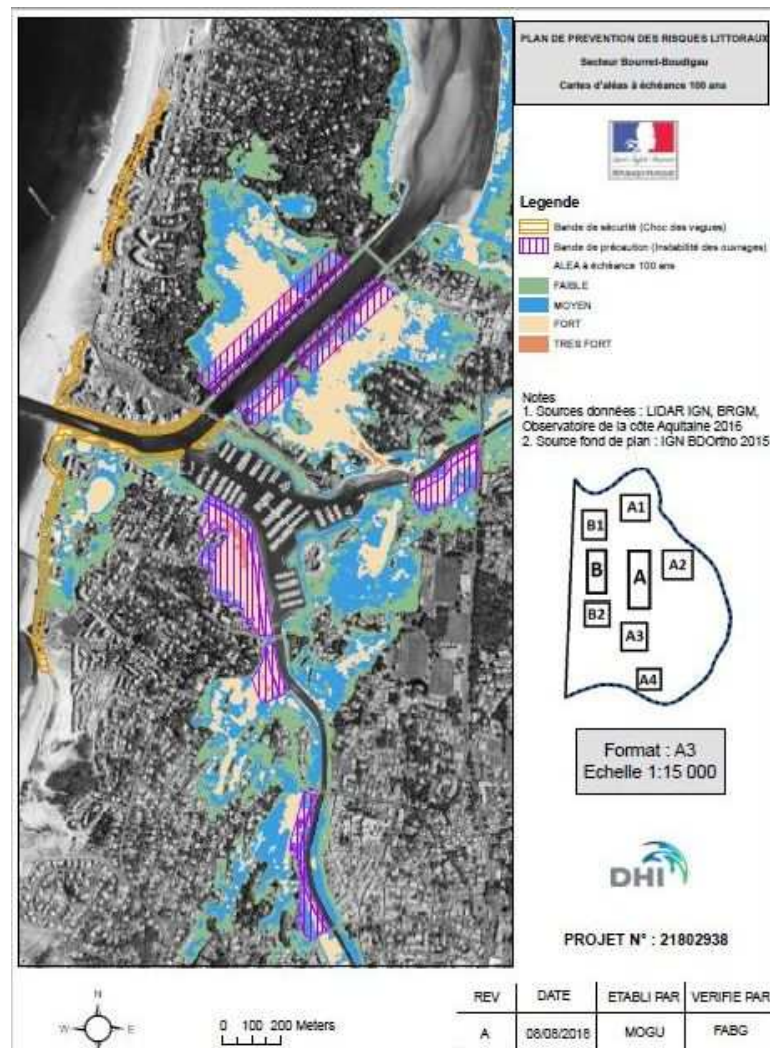 PLAN DE PREVENTION DES RISQUES LITTORAUX
Secteur Bourret-Boudigau
Cartes d'aléas à échéance 100 ans
Legende
Bande de sécurité (Choc des vagues)
Bande de précaution (Instabilité des ouvrages)
ALEA à échéance 100 ans
FAIBLE
MOYEN
FORT
TRES FORT
Notes
1. Sources données : LIDAR IGN, BRGM,
Observatoire de la côte Aquitaine 2016
2. Source fond de plan : IGN BDOrtho 2015
A1
B1
B
A
A2
B2
A3
A4
Format : A3
Echelle 1:15 000
DHI
PROJET N° : 21802938
N
W
E
0 100 200 Meters
REV DATE ETABLI PAR VERIFIE PAR
A 08/08/2018 MOGU FABG